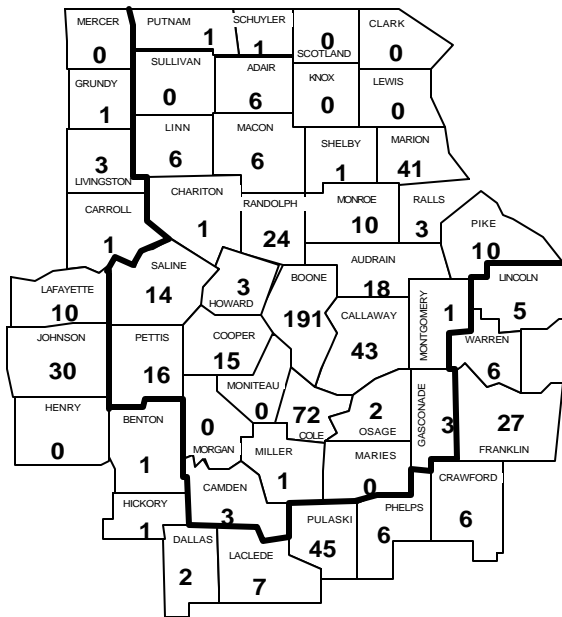 MERCER
0
PUTNAM
1
SCHUYLER
1
0
SCOTLAND
CLARK
0
GRUNDY
1
SULLIVAN
0
ADAIR
6
KNOX
0
LEWIS
0
3
LIVINGSTON
LINN
6
MACON
6
SHELBY
1
MARION
41
CARROLL
1
CHARITON
1
RANDOLPH
24
MONROE
10
RALLS
3
PIKE
10
LAFAYETTE
10
SALINE
14
3
HOWARD
BOONE
191
AUDRAIN
18
CALLAWAY
43
MONTGOMERY
1
LINCOLN
5
JOHNSON
30
PETTIS
16
COOPER
15
WARREN
6
HENRY
0
BENTON
1
0
MORGAN
MONITEAU
0
72
COLE
2
OSAGE
GASCONADE
3
27
FRANKLIN
HICKORY
1
CAMDEN
3
MILLER
1
MARIES
0
CRAWFORD
6
DALLAS
2
LACLEDE
7
PULASKI
45
PHELPS
6